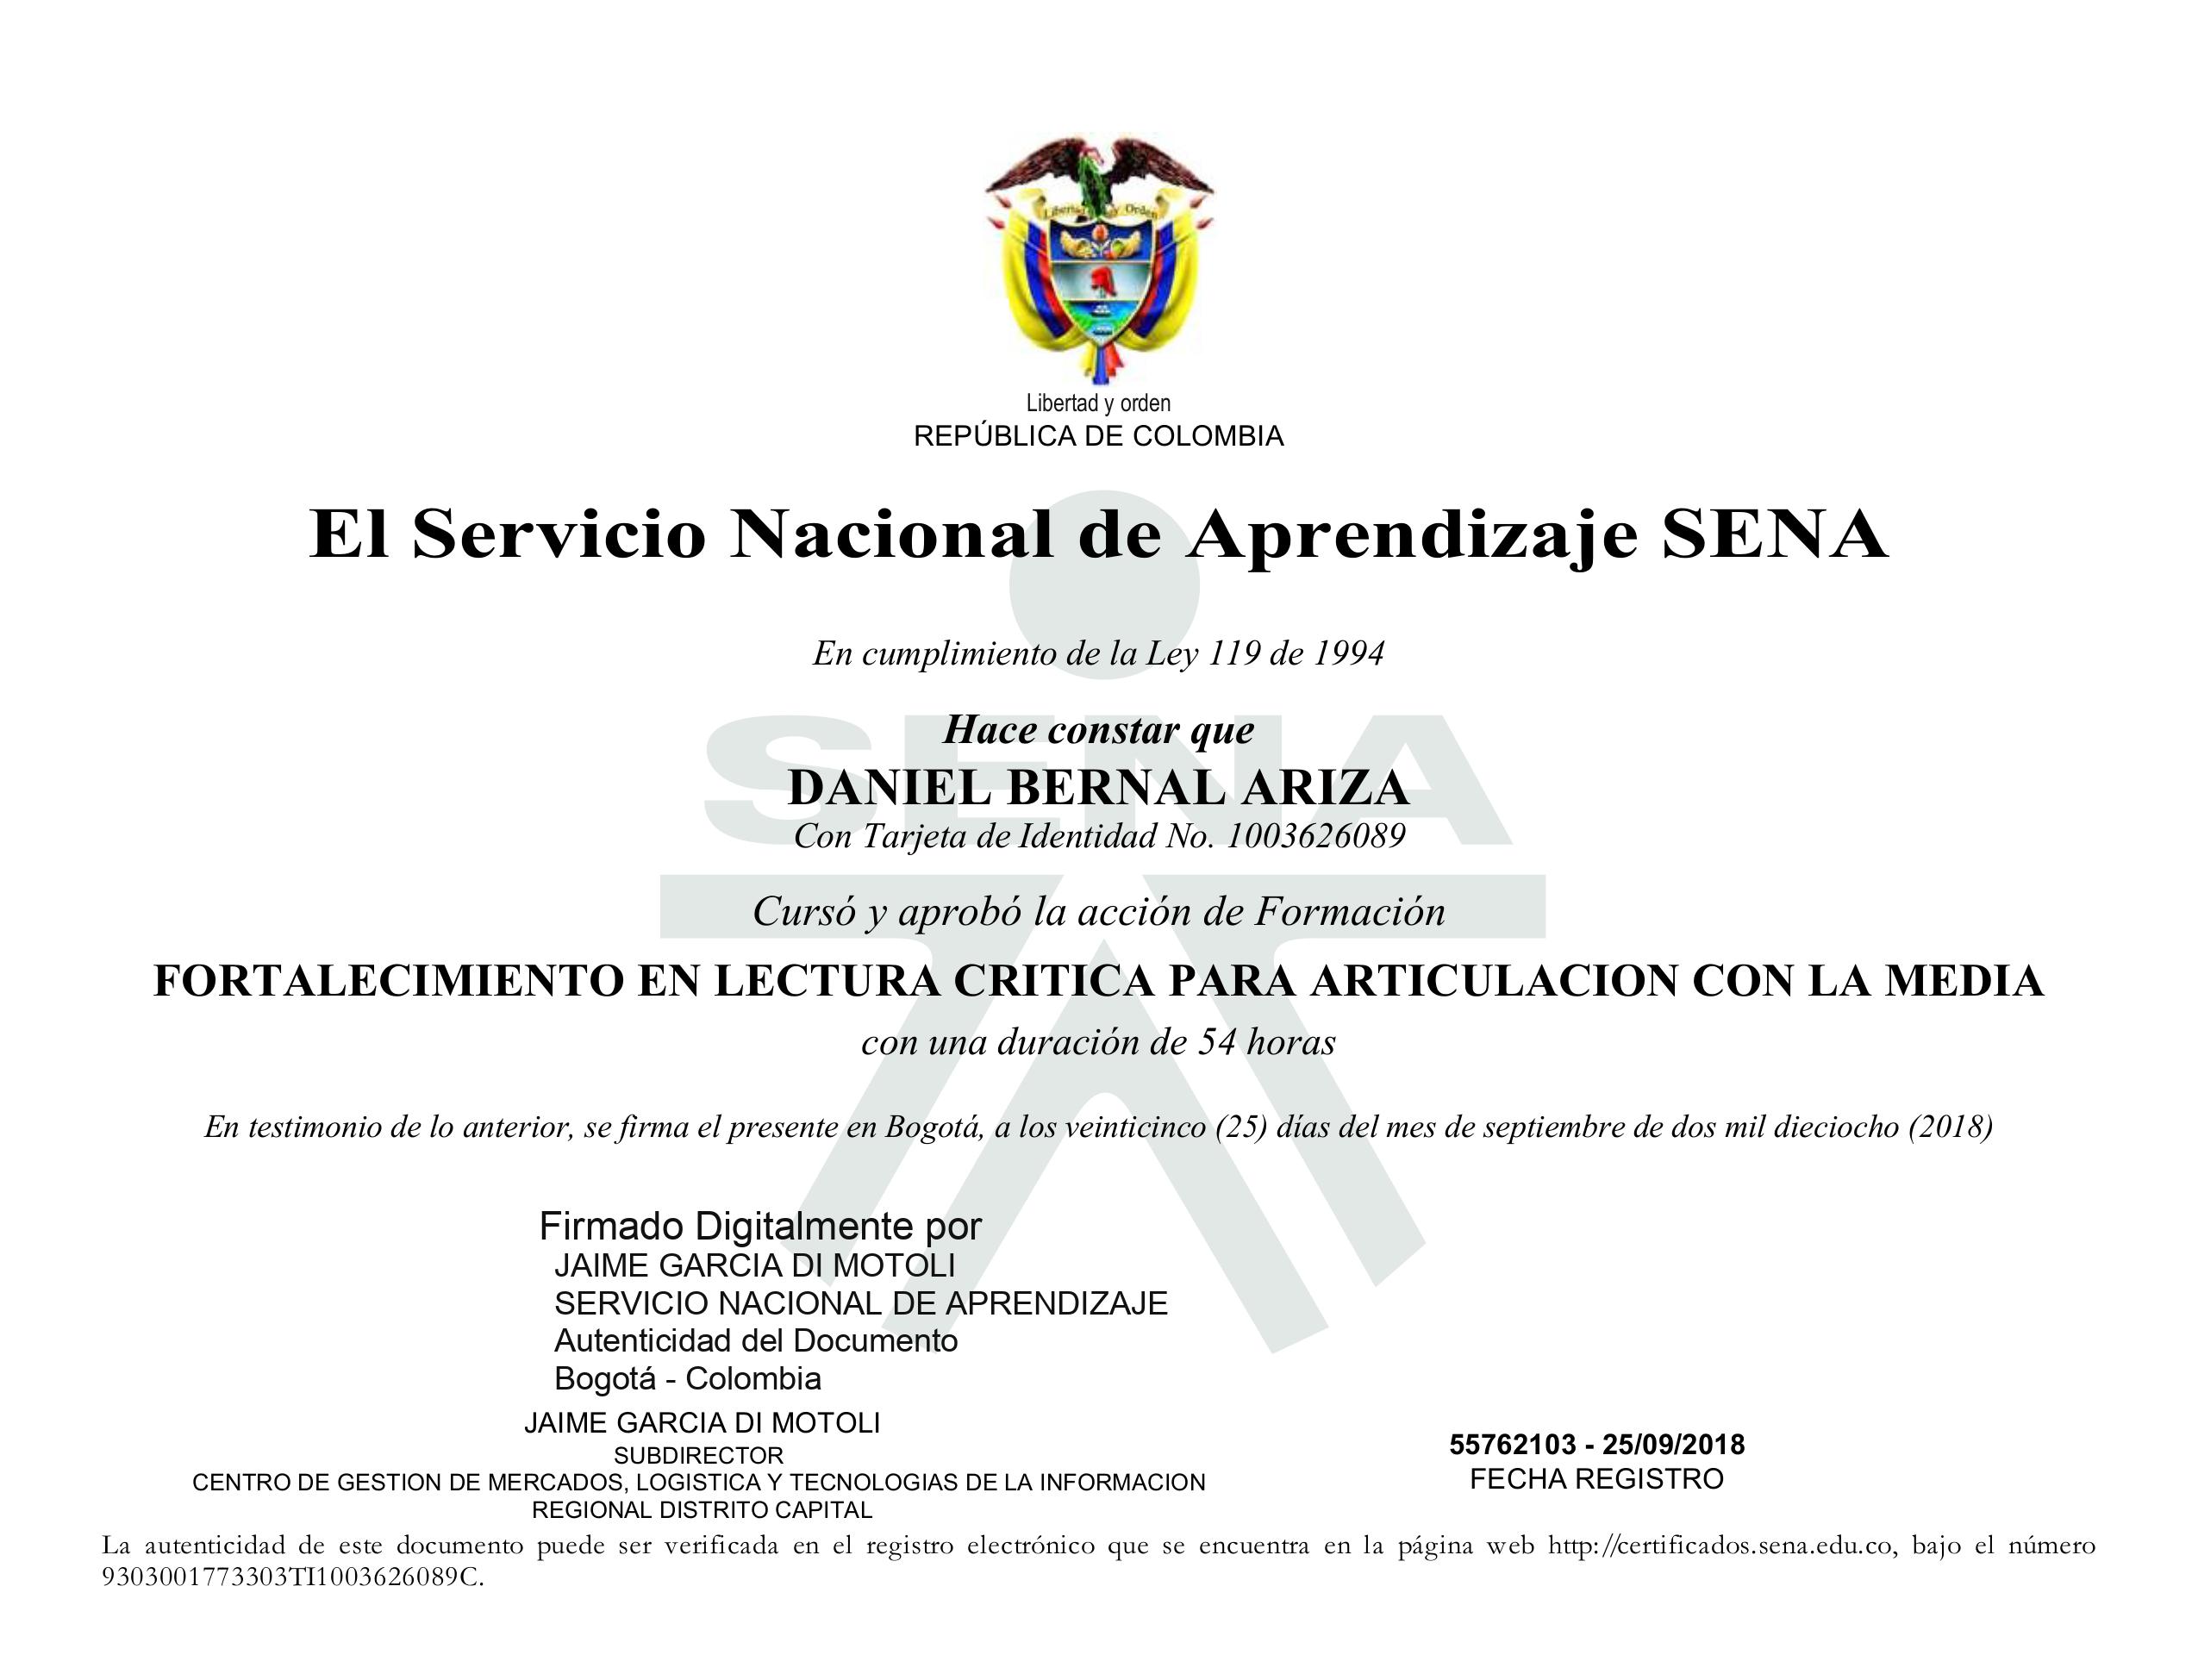 Libertad y Orden
Libertad y orden
REPÚBLICA DE COLOMBIA
El Servicio Nacional de Aprendizaje SENA
En cumplimiento de la Ley 119 de 1994
SENA
Hace constar que
DANIEL BERNAL ARIZA
Con Tarjeta de Identidad No. 1003626089
Cursó y aprobó la acción de Formación
FORTALECIMIENTO EN LECTURA CRITICA PARA ARTICULACION CON LA MEDIA
con una duración de 54 horas
En testimonio de lo anterior, se firma el presente en Bogotá, a los veinticinco (25) días del mes de septiembre de dos mil dieciocho (2018)
Firmado Digitalmente por
JAIME GARCIA DI MOTOLI
SERVICIO NACIONAL DE APRENDIZAJE
Autenticidad del Documento
Bogotá - Colombia
JAIME GARCIA DI MOTOLI
SUBDIRECTOR
CENTRO DE GESTION DE MERCADOS, LOGISTICA Y TECNOLOGIAS DE LA INFORMACION
REGIONAL DISTRITO CAPITAL
55762103 - 25/09/2018
FECHA REGISTRO
La autenticidad de este documento puede ser verificada en el registro electrónico que se encuentra en la página web http://certificados.sena.edu.co, bajo el número
9303001773303TI1003626089C.